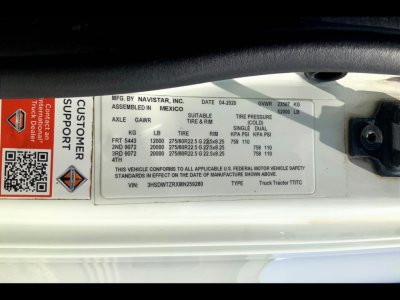 CUSTOMER
SUPPORT
Contact an
International®
Truck Dealer
MFG. BY NAVISTAR, INC. DATE 04-2020 GVWR 23587 KG
ASSEMBLED IN MEXICO LB
AXLE GAWR SUITABLE TIRE & RIM TIRE PRESSURE (COLD)
SINGLE DUAL
KG LB TIRE RIM KPA PSI KPA PSI
FRT 5443 12000 275/80R22.5 G 22.5x8.25 758 110
2ND 9072 20000 275/80R22.5 G 22.5x8.25 758 110
3RD 9072 20000 275/80R22.5 G 22.5x8.25 758 110
4TH
THIS VEHICLE CONFORMS TO ALL APPLICABLE U.S. FEDERAL MOTOR VEHICLE SAFETY
STANDARDS IN EFFECT ON THE DATE OF MANUFACTURE SHOWN ABOVE.
VIN: 3HSDWTZRXMN259280 TYPE Truck Tractor TTITC